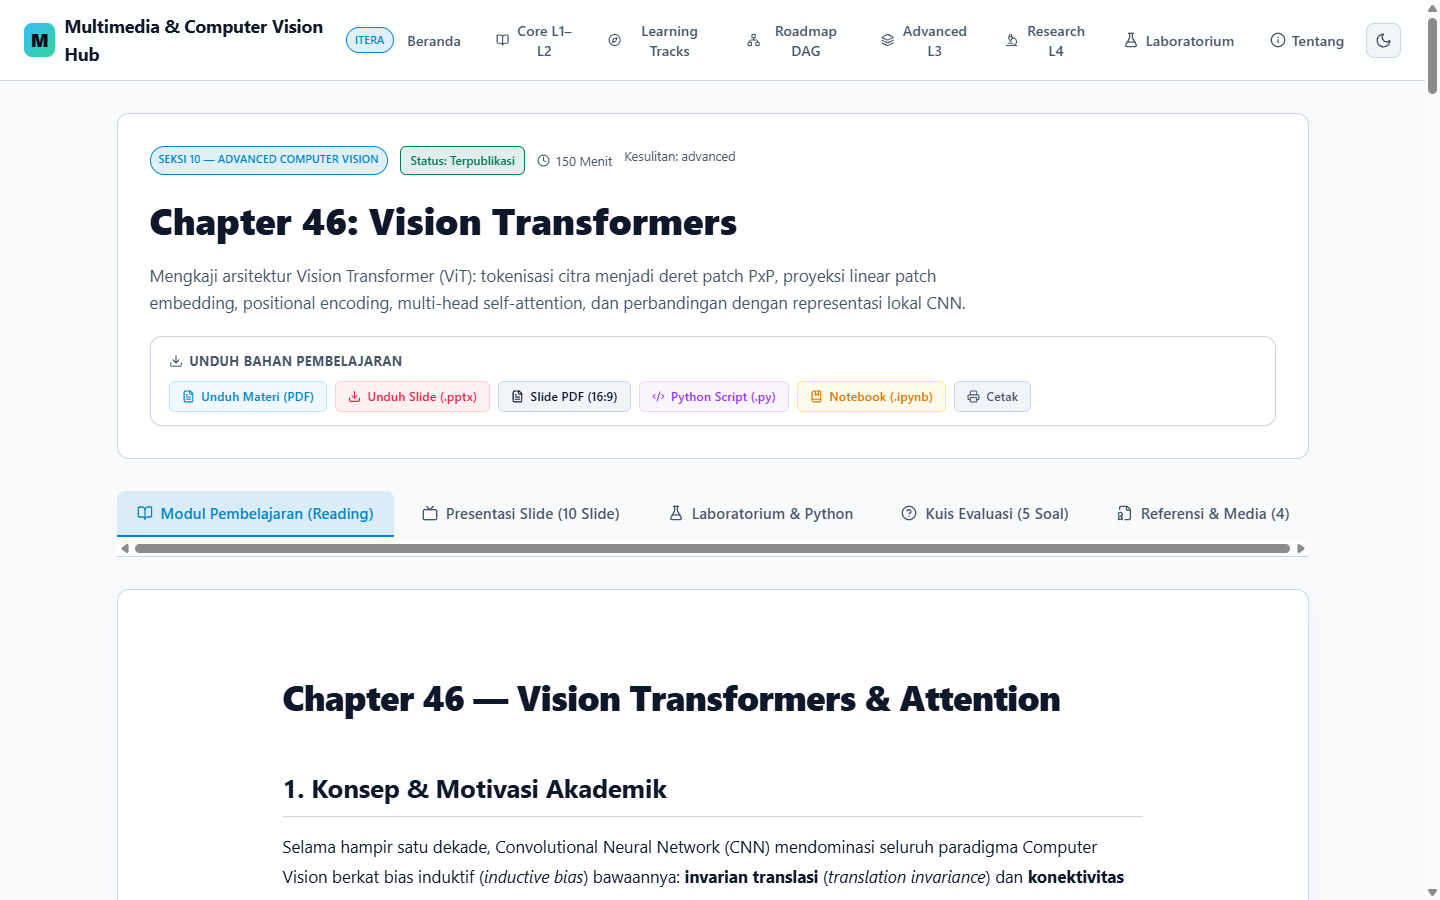 M
Multimedia & Computer Vision
Hub
ITERA
Beranda
Core L1–
L2
Learning
Tracks
Roadmap
DAG
Advanced
L3
Research
L4
Laboratorium
Tentang
SEKSI 10 — ADVANCED COMPUTER VISION
Status: Terpublikasi
150 Menit
Kesulitan: advanced
Chapter 46: Vision Transformers
Mengkaji arsitektur Vision Transformer (ViT): tokenisasi citra menjadi deret patch PxP, proyeksi linear patch
embedding, positional encoding, multi-head self-attention, dan perbandingan dengan representasi lokal CNN.
UNDUH BAHAN PEMBELAJARAN
Unduh Materi (PDF)
Unduh Slide (.pptx)
Slide PDF (16:9)
Python Script (.py)
Notebook (.ipynb)
Cetak
Modul Pembelajaran (Reading)
Presentasi Slide (10 Slide)
Laboratorium & Python
Kuis Evaluasi (5 Soal)
Referensi & Media (4)
Chapter 46 — Vision Transformers & Attention
1. Konsep & Motivasi Akademik
Selama hampir satu dekade, Convolutional Neural Network (CNN) mendominasi seluruh paradigma Computer
Vision berkat bias induktif (inductive bias) bawaannya: invarian translasi (translation invariance) dan konektivitas